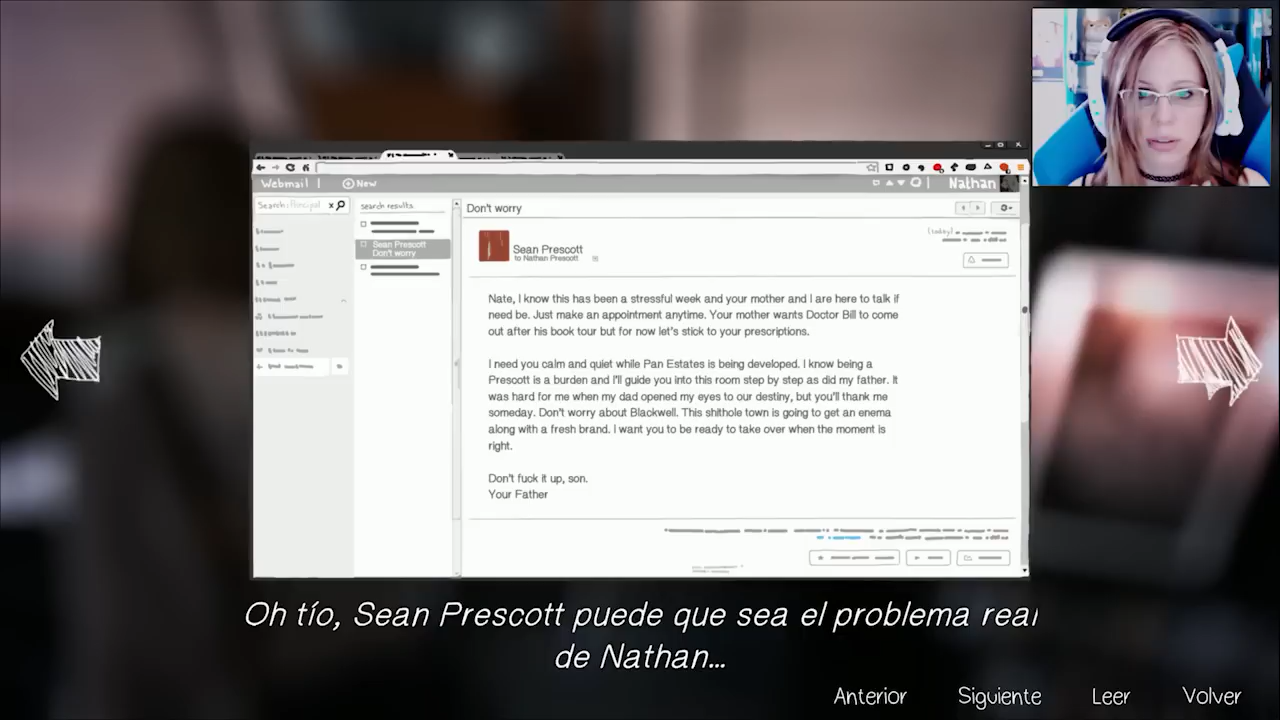 Webmail |
New
Nathan
Search:
search results
Sean Prescott
Don't worry
Don't worry
Sean Prescott
to Nathan Prescott
(today)
Nate, I know this has been a stressful week and your mother and I are here to talk if
need be. Just make an appointment anytime. Your mother wants Doctor Bill to come
out after his book tour but for now let's stick to your prescriptions.
I need you calm and quiet while Pan Estates is being developed. I know being a
Prescott is a burden and I'll guide you into this room step by step as did my father. It
was hard for me when my dad opened my eyes to our destiny, but you'll thank me
someday. Don't worry about Blackwell. This shithole town is going to get an enema
along with a fresh brand. I want you to be ready to take over when the moment is
right.
Don't fuck it up, son.
Your Father
Oh tío, Sean Prescott puede que sea el problema real
de Nathan...
Anterior Siguiente Leer Volver